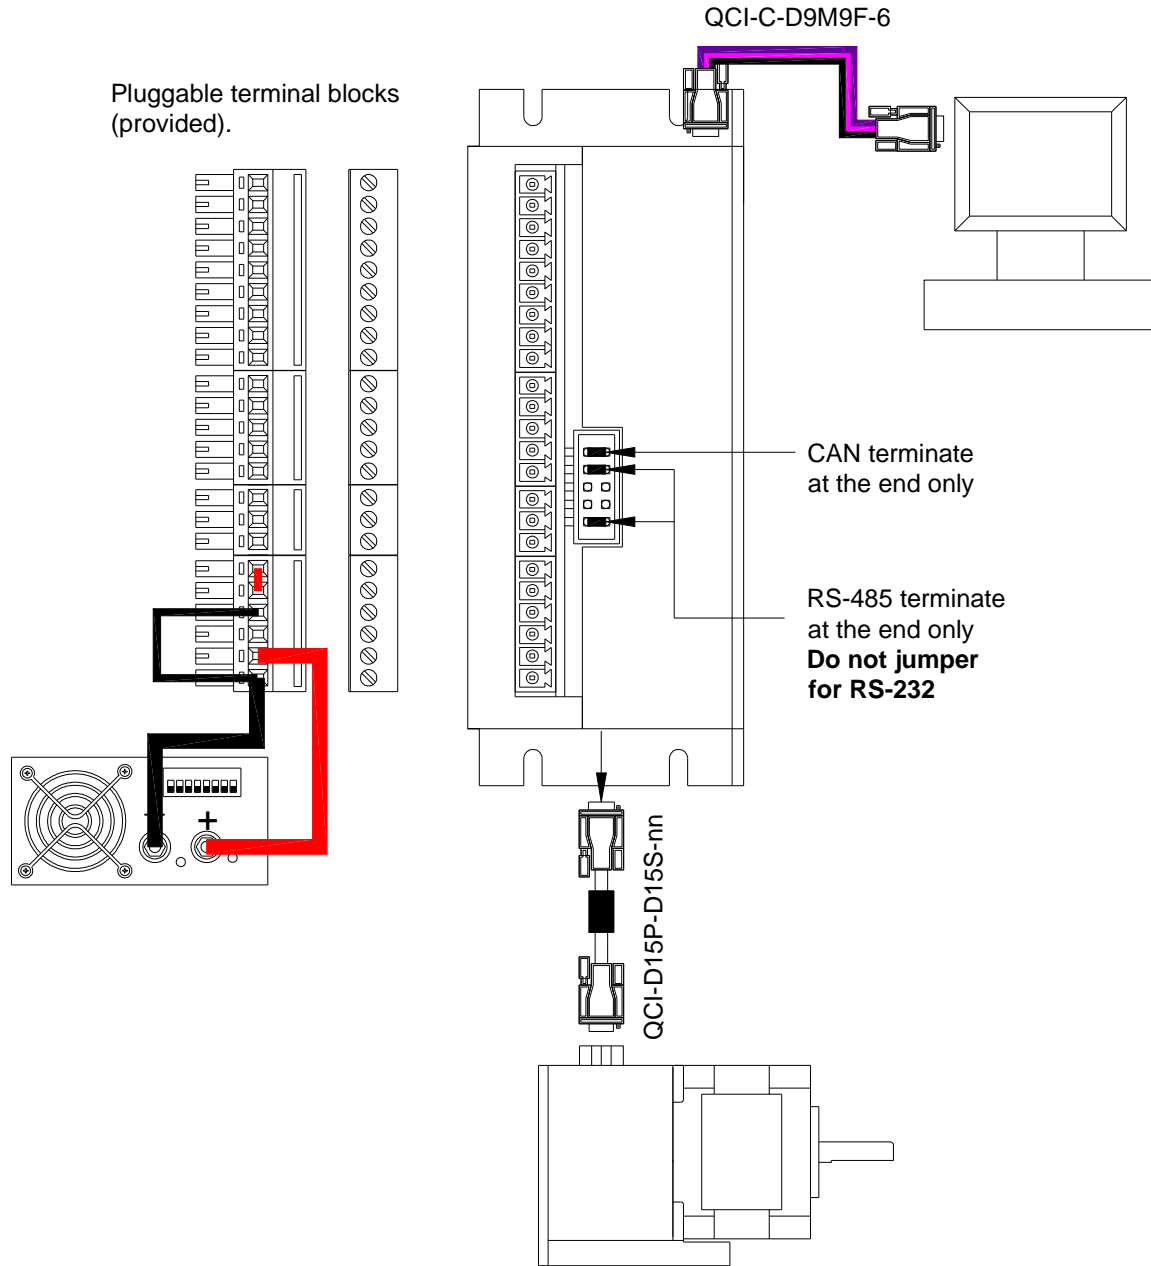 QCI-C-D9M9F-6
Pluggable terminal blocks
(provided).
CAN terminate
at the end only
RS-485 terminate
at the end only
Do not jumper
for RS-232
- +
QCI-D15P-D15S-nn